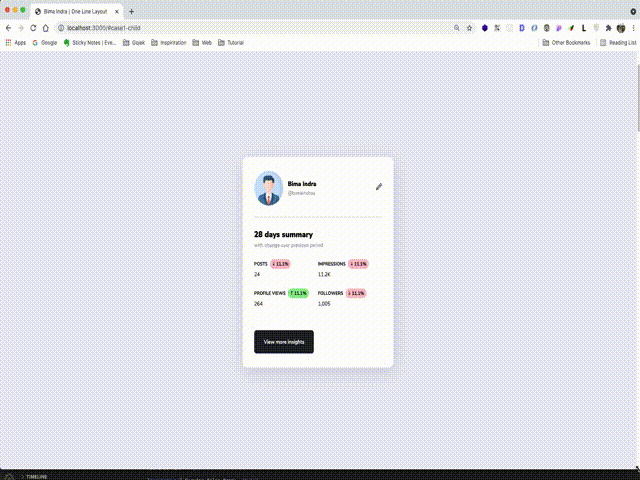 Bima Indra | One Line Layout
localhost:3000/#case1-child
Apps Google Sticky Notes | Eve... Gojek Inspiration Web Tutorial Other Bookmarks Reading List
Bima Indra
28 days summary
with change over previous period
POSTS ↓ 11.1% IMPRESSIONS ↓ 11.1%
24 11.2K
PROFILE VIEWS ↑ 11.1% FOLLOWERS ↓ 11.1%
264 1,005
View more insights
TIMELINE